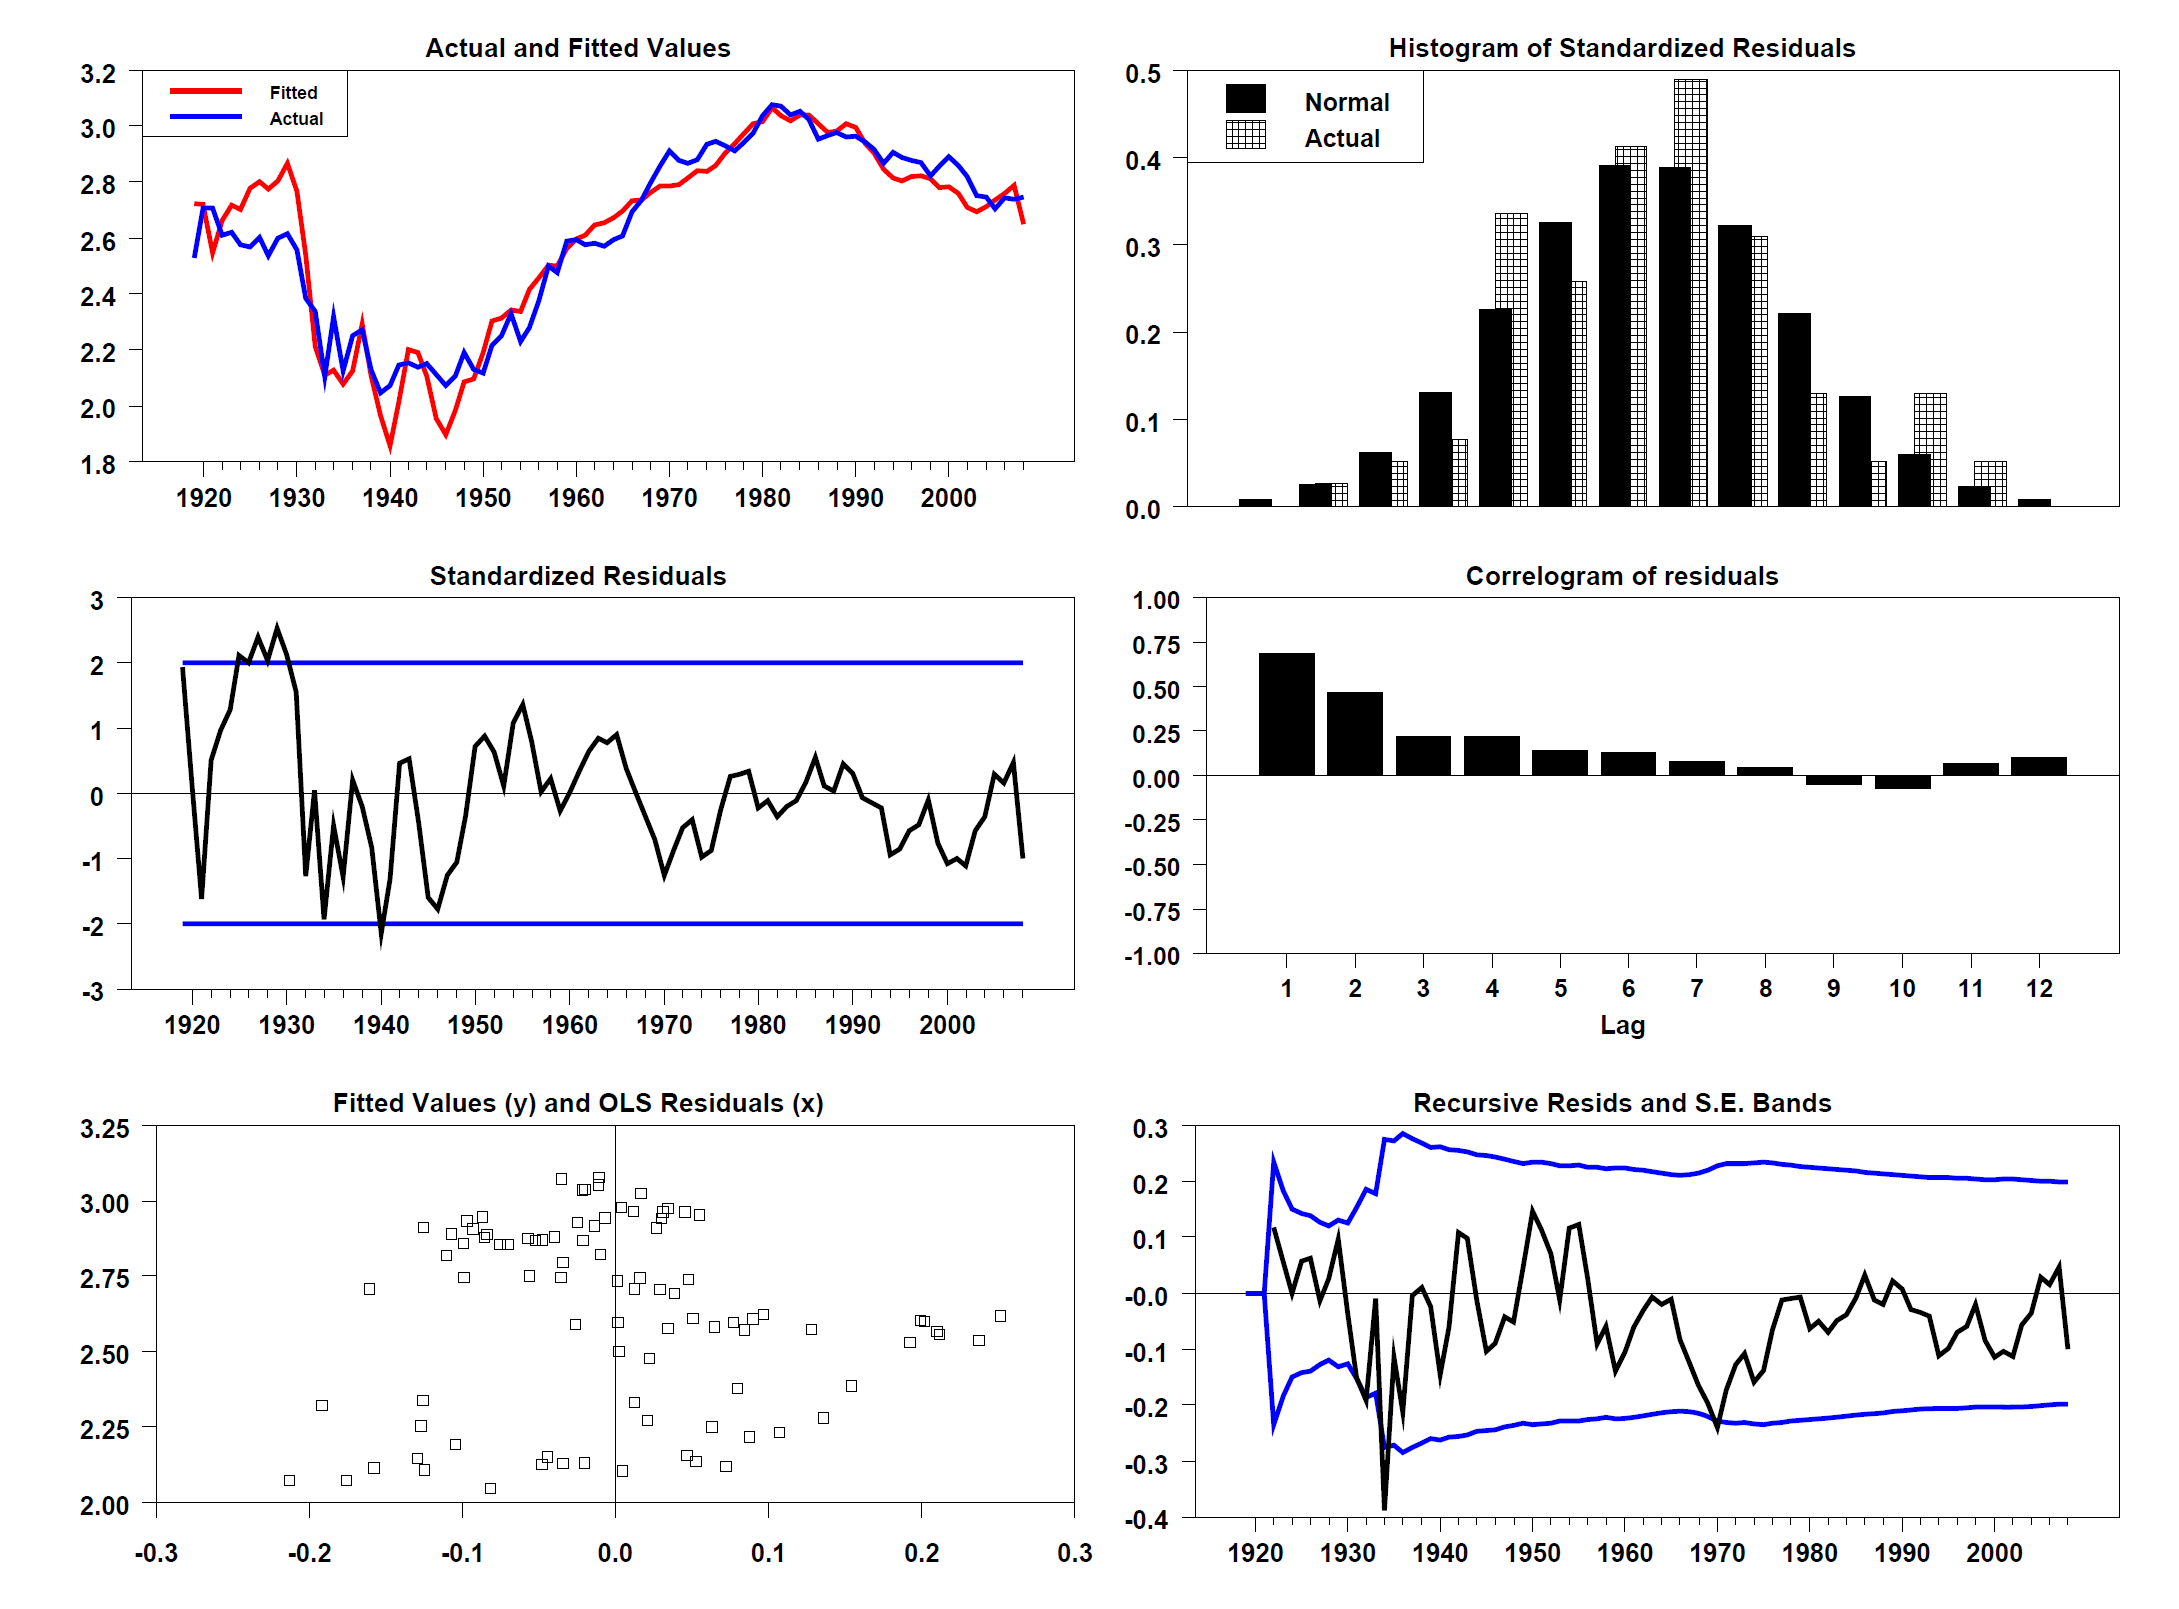 Actual and Fitted Values
3.2
3.0
2.8
2.6
2.4
2.2
2.0
1.8
Fitted
Actual
1920 1930 1940 1950 1960 1970 1980 1990 2000
Histogram of Standardized Residuals
0.5
0.4
0.3
0.2
0.1
0.0
Normal
Actual
Standardized Residuals
3
2
1
0
-1
-2
-3
1920 1930 1940 1950 1960 1970 1980 1990 2000
Correlogram of residuals
1.00
0.75
0.50
0.25
0.00
-0.25
-0.50
-0.75
-1.00
1 2 3 4 5 6 7 8 9 10 11 12
Lag
Fitted Values (y) and OLS Residuals (x)
3.25
3.00
2.75
2.50
2.25
2.00
-0.3 -0.2 -0.1 0.0 0.1 0.2 0.3
Recursive Resids and S.E. Bands
0.3
0.2
0.1
-0.0
-0.1
-0.2
-0.3
-0.4
1920 1930 1940 1950 1960 1970 1980 1990 2000